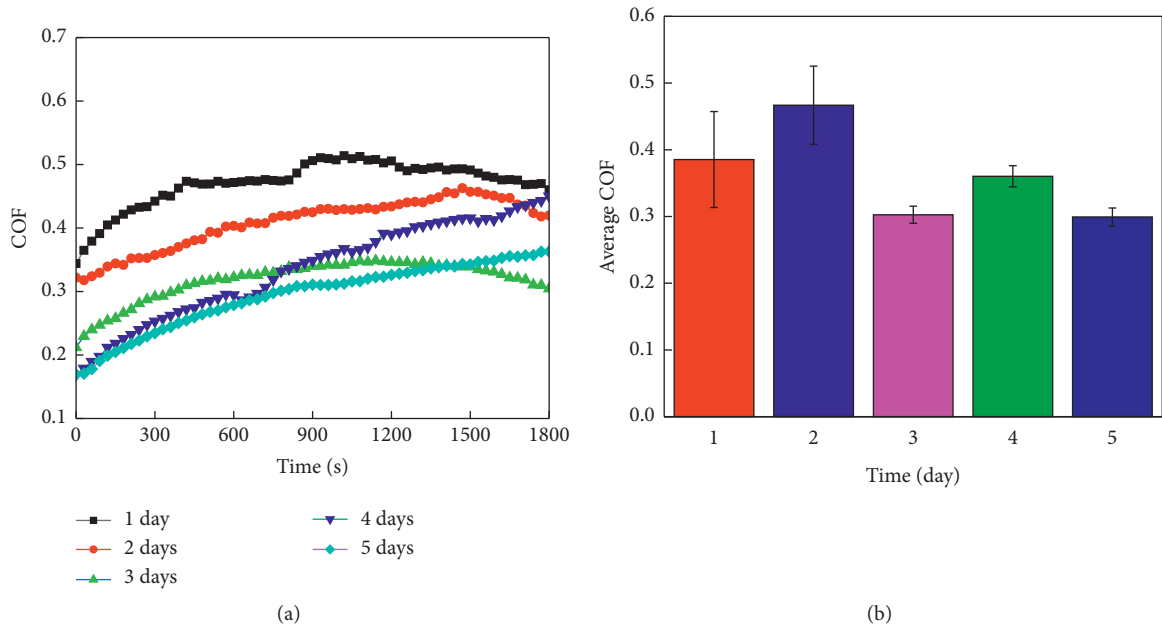 0.7
0.6
0.5
0.4
0.3
0.2
0.1
COF
0 300 600 900 1200 1500 1800
Time (s)
1 day
2 days
3 days
4 days
5 days
(a)
0.6
0.5
0.4
0.3
0.2
0.1
0.0
Average COF
1 2 3 4 5
Time (day)
(b)